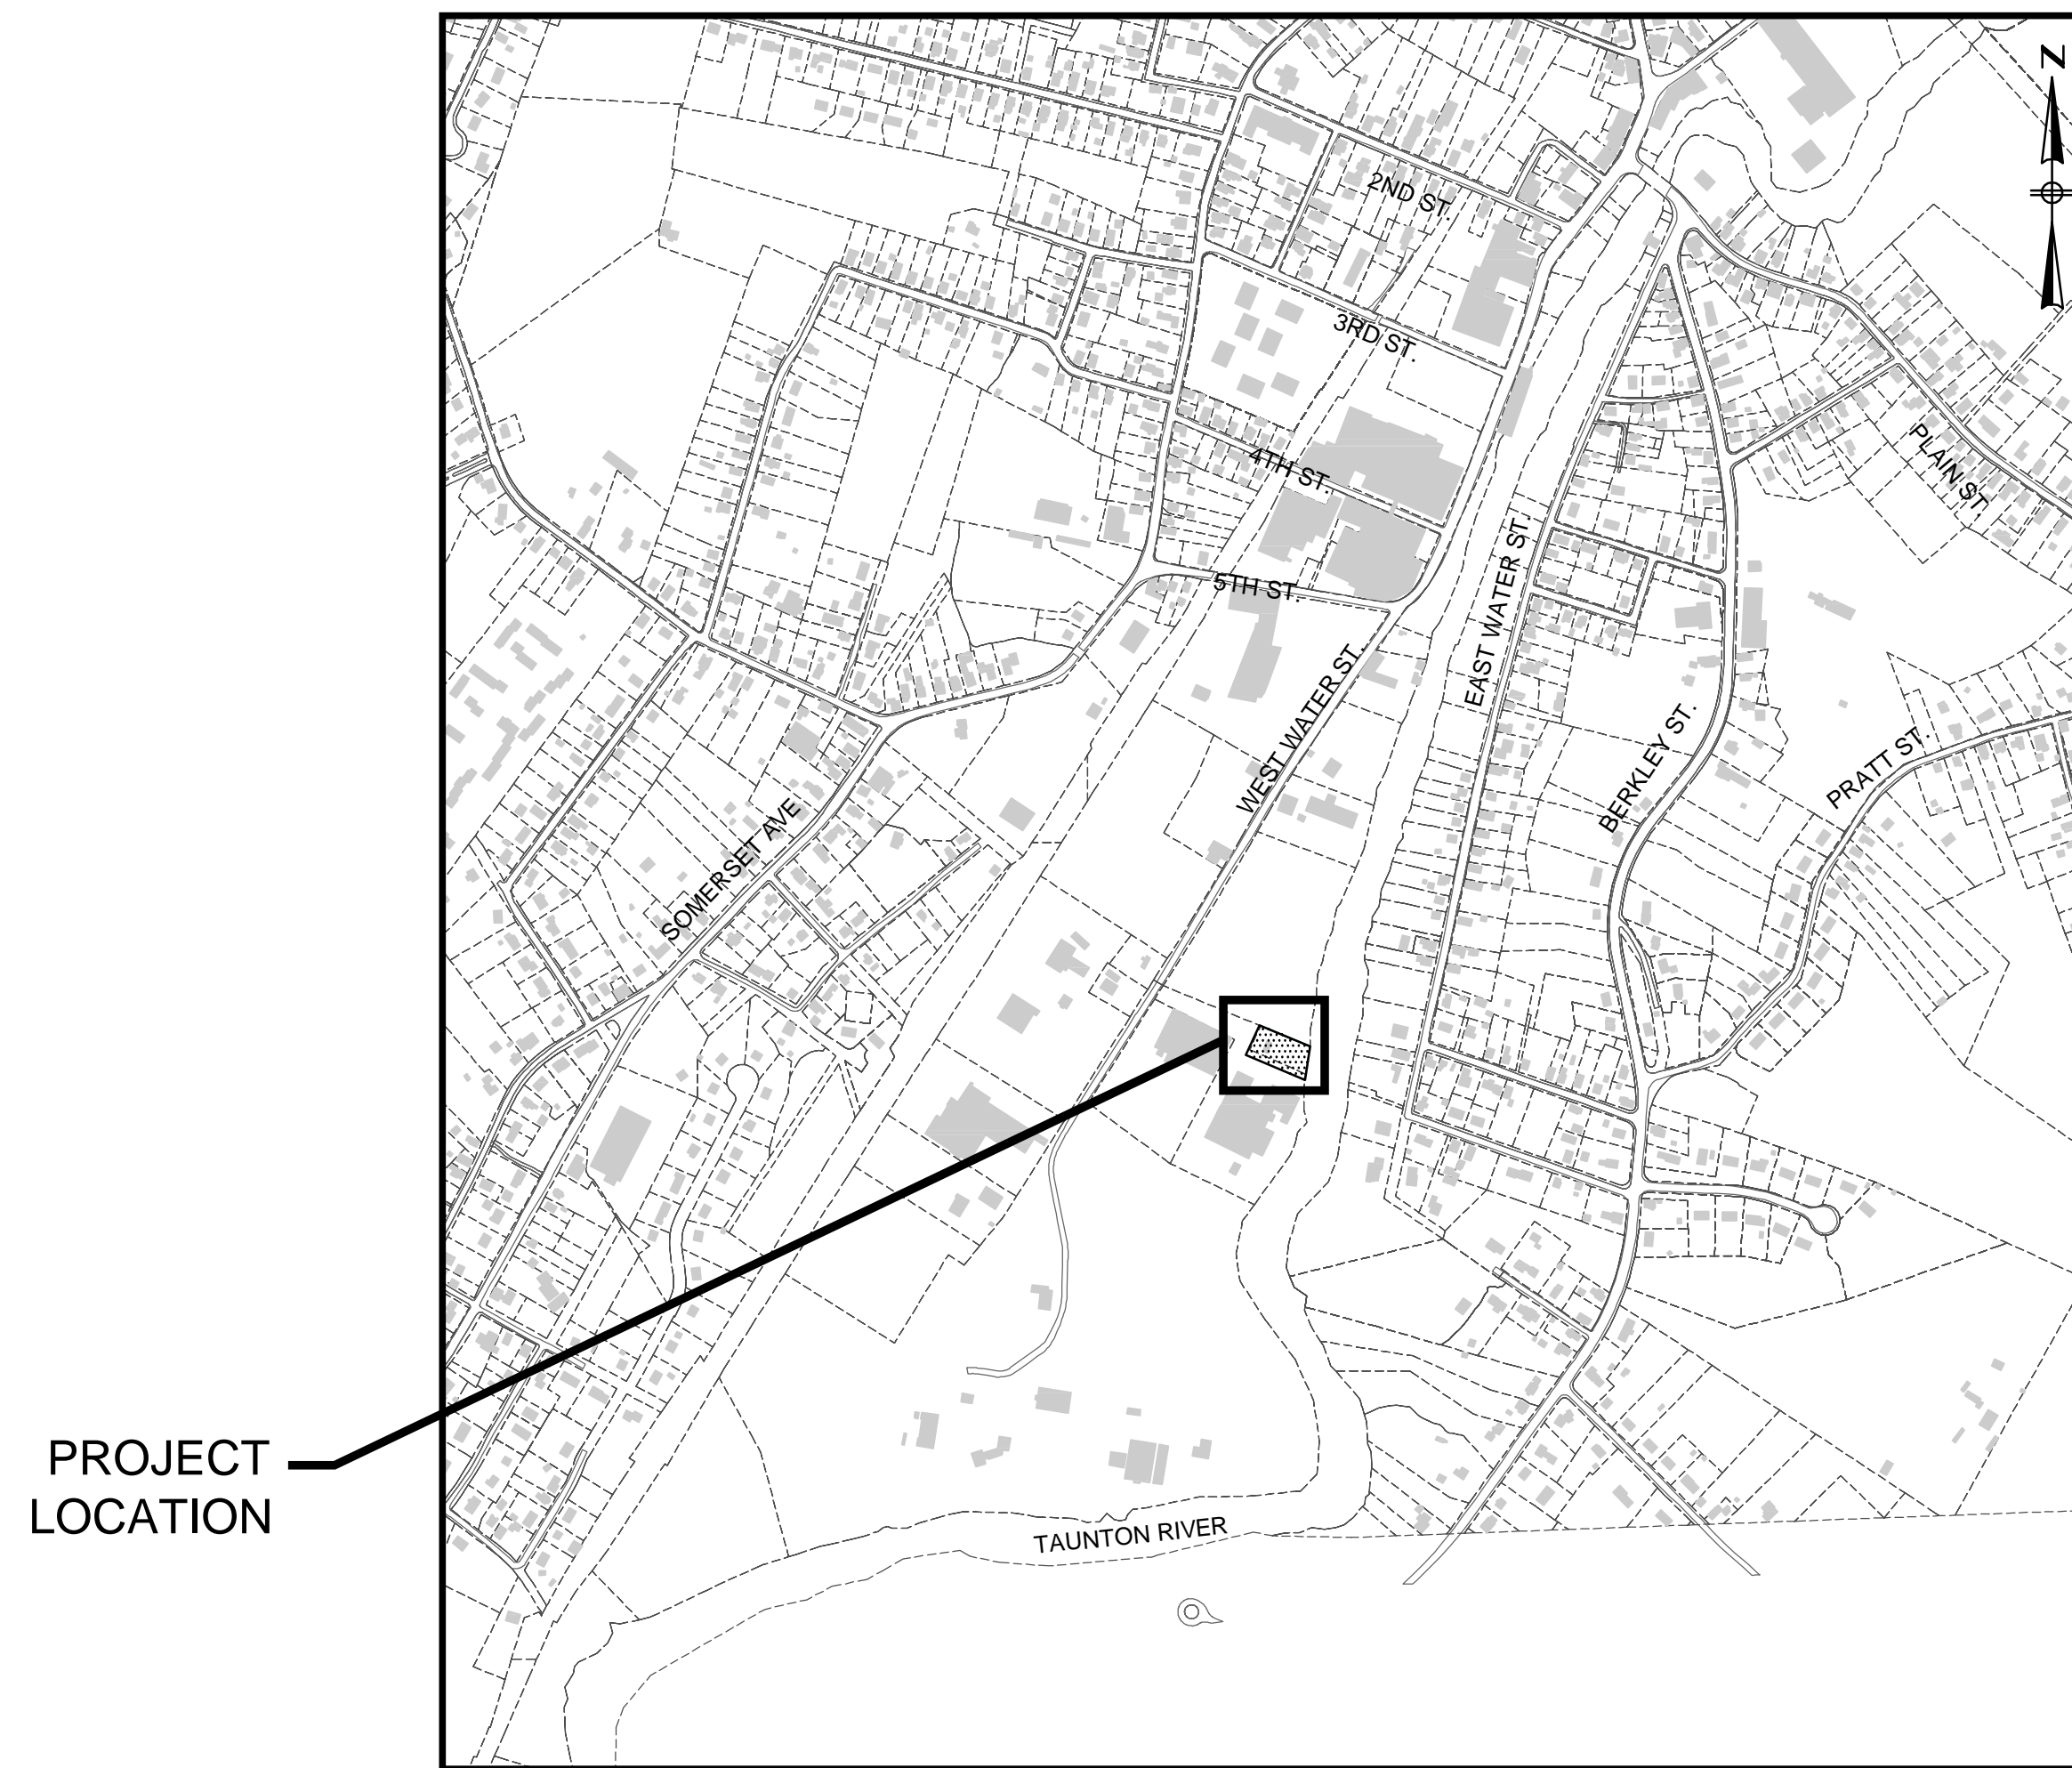 N
2ND ST.
3RD ST.
4TH ST.
PLAIN ST.
5TH ST.
EAST WATER ST.
WEST WATER ST.
BERKLEY ST.
PRATT ST.
SOMERSET AVE
PROJECT
LOCATION
TAUNTON RIVER